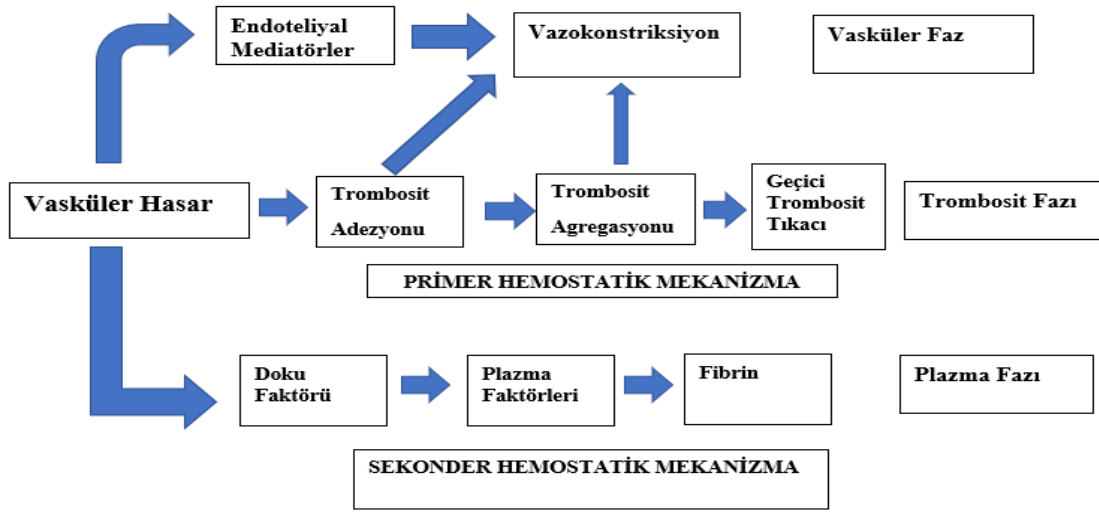 Endoteliyal
Mediatörler
Vazokonstriksiyon
Vasküler Faz
Vasküler Hasar
Trombosit
Adezyonu
Trombosit
Agregasyonu
Geçici
Trombosit
Tıkacı
Trombosit Fazı
PRİMER HEMOSTATİK MEKANİZMA
Doku
Faktörü
Plazma
Faktörleri
Fibrin
Plazma Fazı
SEKONDER HEMOSTATİK MEKANİZMA